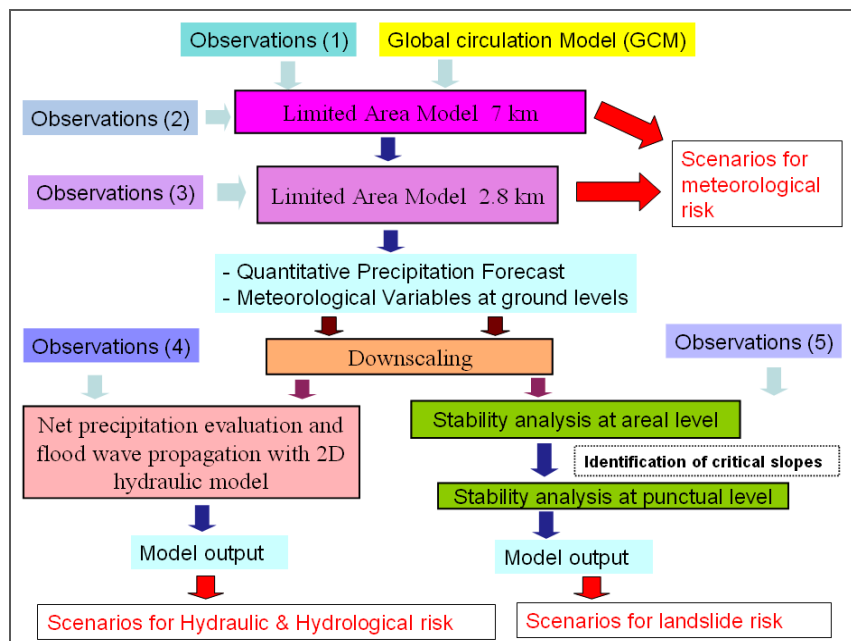 Observations (1)
Global circulation Model (GCM)
Observations (2)
Limited Area Model 7 km
Scenarios for
meteorological
risk
Observations (3)
Limited Area Model 2.8 km
- Quantitative Precipitation Forecast
- Meteorological Variables at ground levels
Observations (4)
Downscaling
Observations (5)
Net precipitation evaluation and
flood wave propagation with 2D
hydraulic model
Stability analysis at areal level
Identification of critical slopes
Stability analysis at punctual level
Model output
Model output
Scenarios for Hydraulic & Hydrological risk
Scenarios for landslide risk